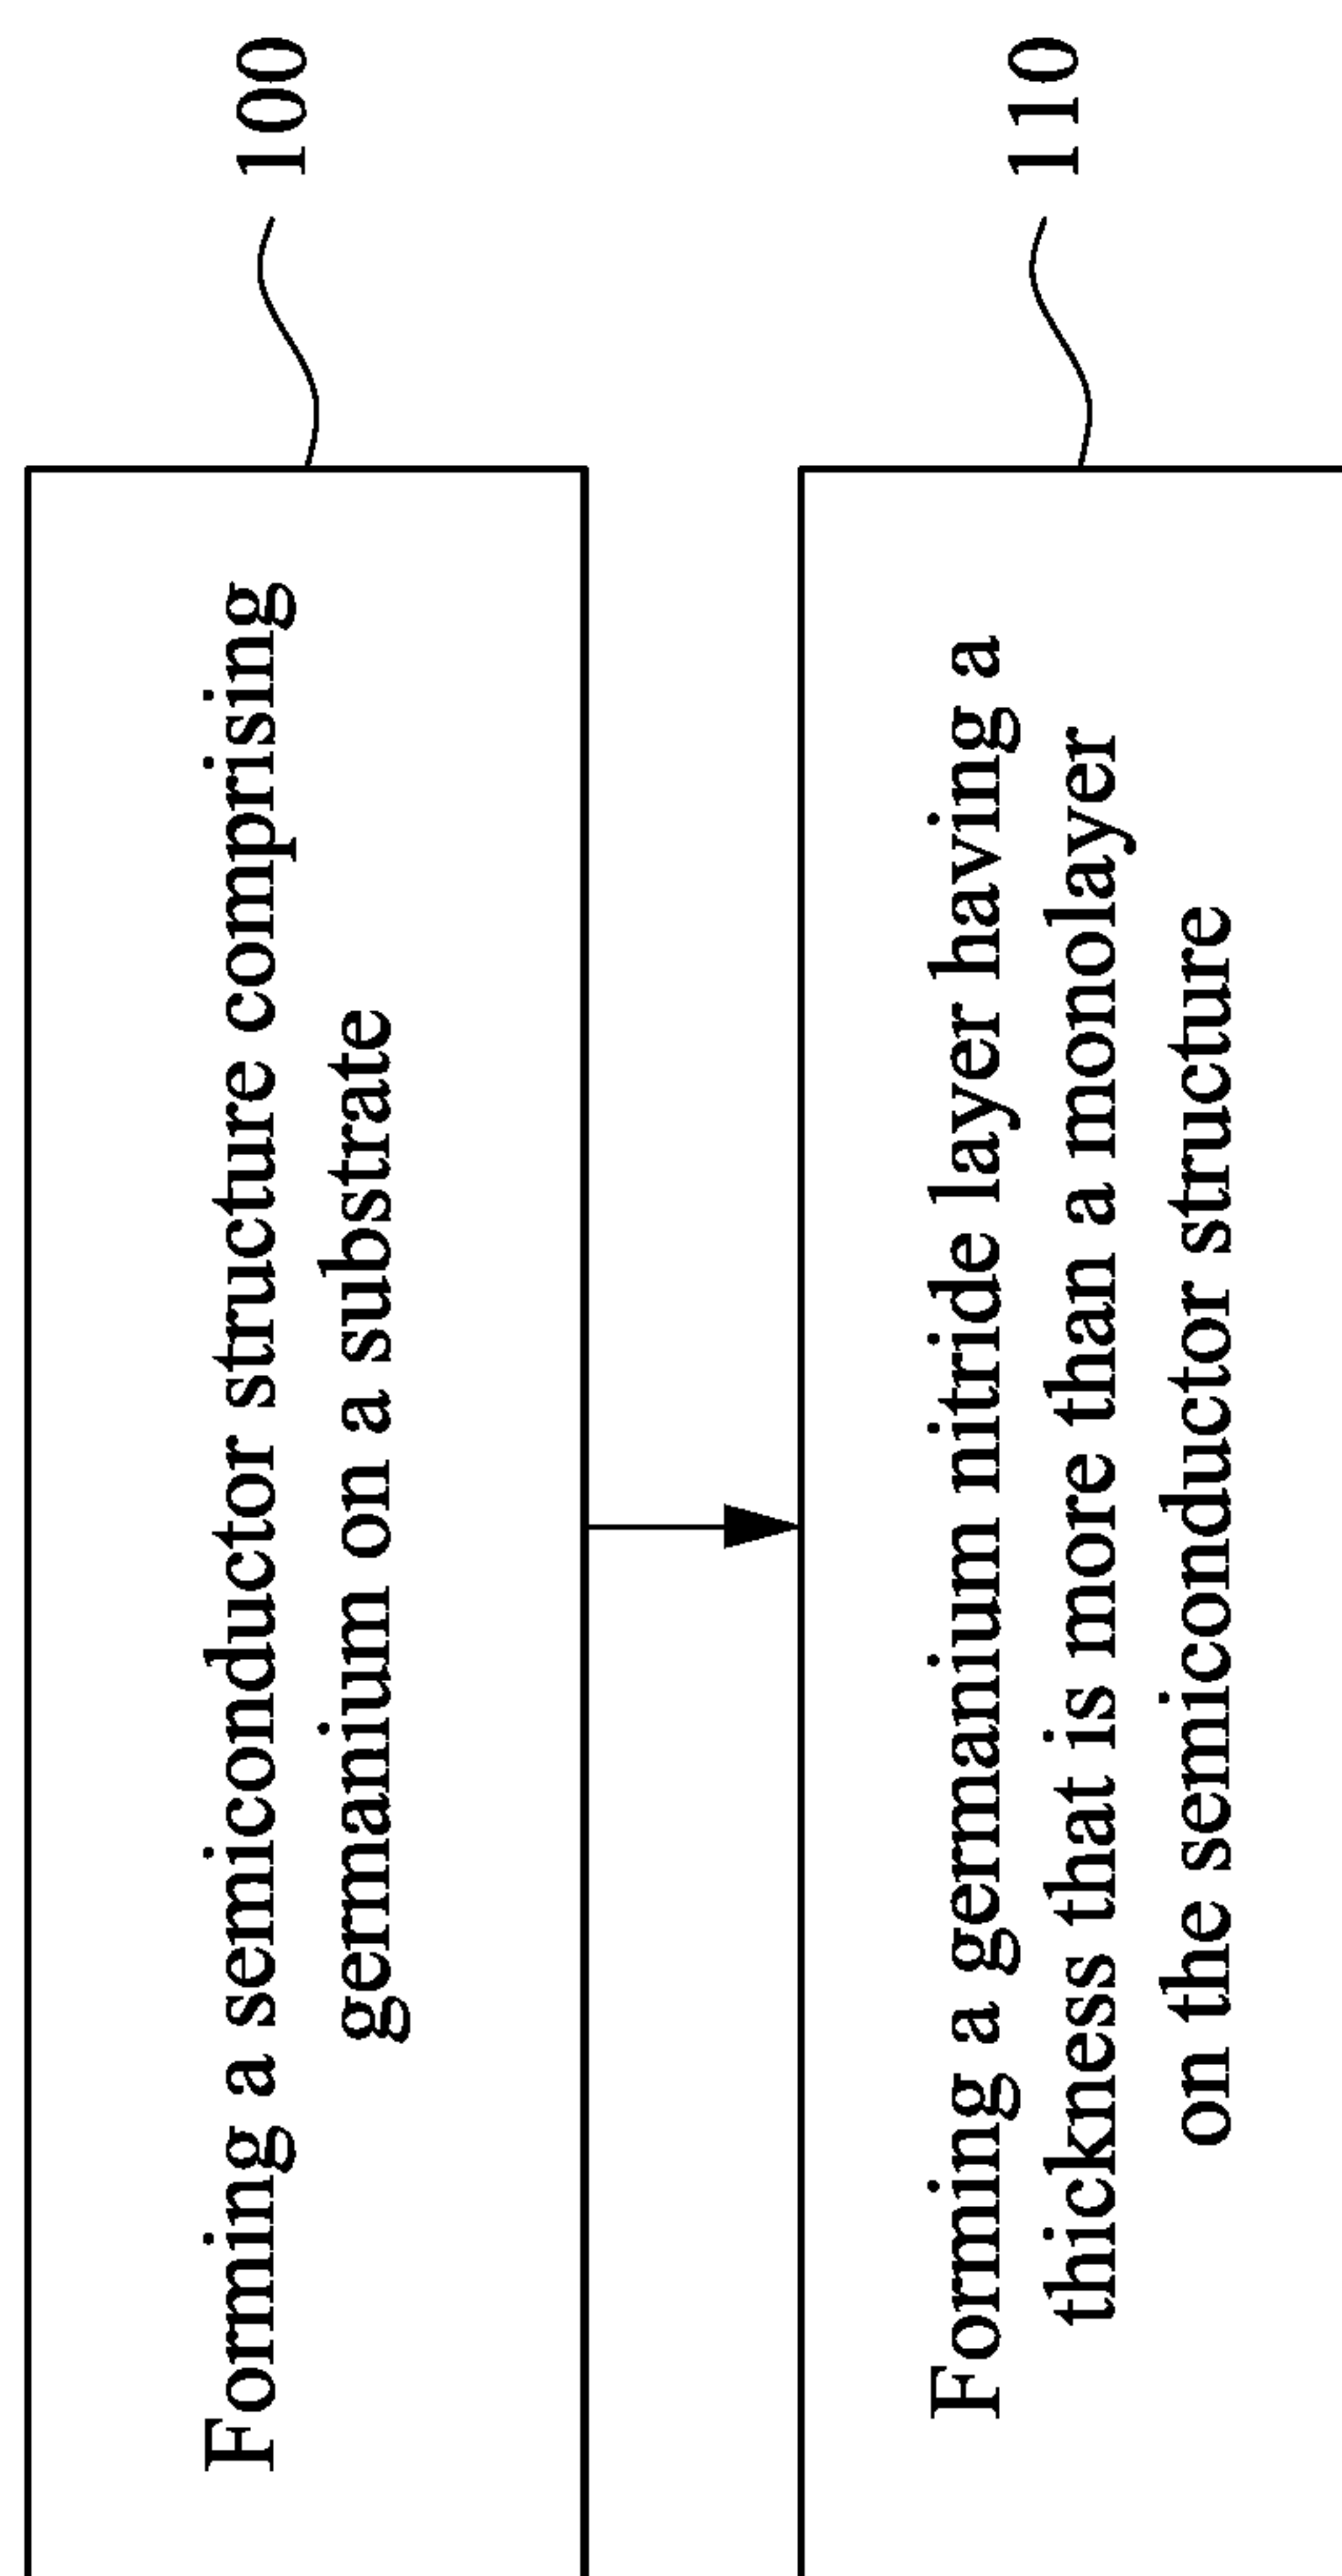 Forming a semiconductor structure comprising
germanium on a substrate
100
Forming a germanium nitride layer having a
thickness that is more than a monolayer
on the semiconductor structure
110